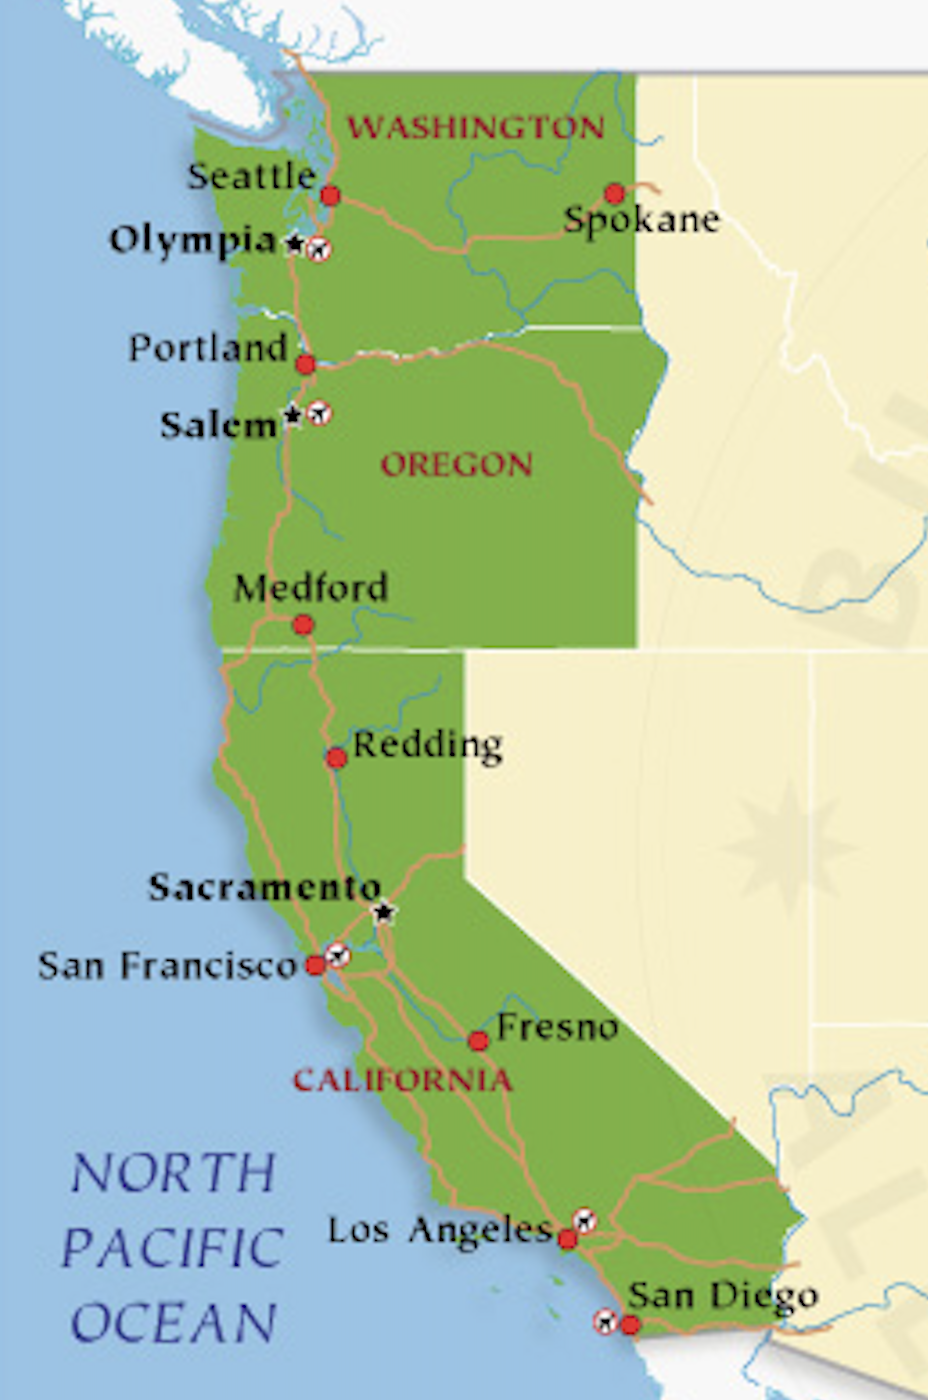 WASHINGTON
Seattle
Spokane
Olympia
Portland
Salem
OREGON
Medford
Redding
Sacramento
San Francisco
Fresno
CALIFORNIA
NORTH
PACIFIC
OCEAN
Los Angeles
San Diego